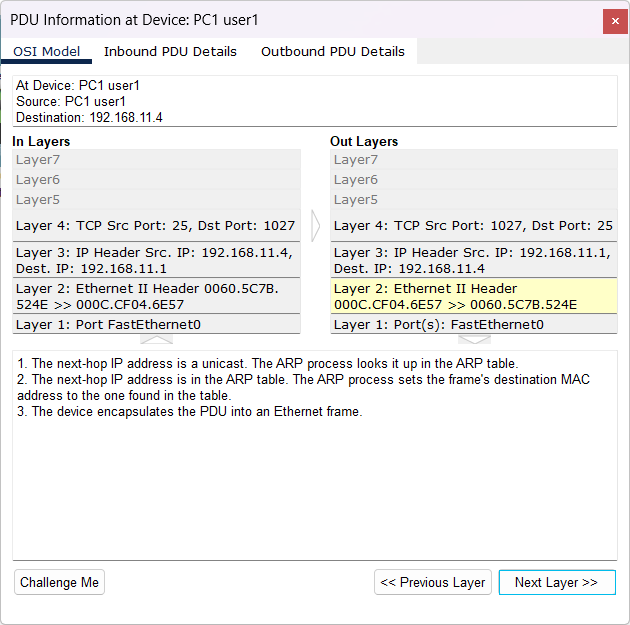 PDU Information at Device: PC1 user1
OSI Model Inbound PDU Details Outbound PDU Details
At Device: PC1 user1
Source: PC1 user1
Destination: 192.168.11.4
In Layers
Layer7
Layer6
Layer5
Layer 4: TCP Src Port: 25, Dst Port: 1027
Layer 3: IP Header Src. IP: 192.168.11.4,
Dest. IP: 192.168.11.1
Layer 2: Ethernet II Header 0060.5C7B.
524E >> 000C.CF04.6E57
Layer 1: Port FastEthernet0
Out Layers
Layer7
Layer6
Layer5
Layer 4: TCP Src Port: 1027, Dst Port: 25
Layer 3: IP Header Src. IP: 192.168.11.1,
Dest. IP: 192.168.11.4
Layer 2: Ethernet II Header
000C.CF04.6E57 >> 0060.5C7B.524E
Layer 1: Port(s): FastEthernet0
1. The next-hop IP address is a unicast. The ARP process looks it up in the ARP table.
2. The next-hop IP address is in the ARP table. The ARP process sets the frame's destination MAC
address to the one found in the table.
3. The device encapsulates the PDU into an Ethernet frame.
Challenge Me << Previous Layer Next Layer >>